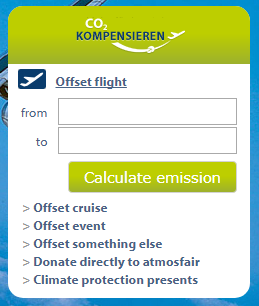 CO₂
KOMPENSIEREN
Offset flight
from
to
Calculate emission
> Offset cruise
> Offset event
> Offset something else
> Donate directly to atmosfair
> Climate protection presents